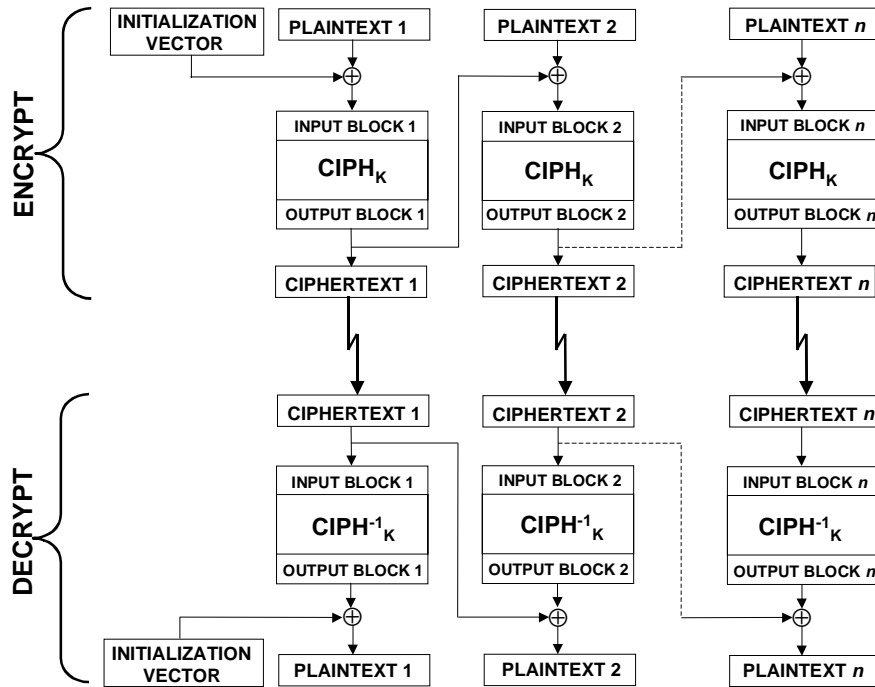 INITIALIZATION
VECTOR
PLAINTEXT 1
PLAINTEXT 2
PLAINTEXT n
INPUT BLOCK 1
INPUT BLOCK 2
INPUT BLOCK n
ENCRYPT
CIPHK
CIPHK
CIPHK
OUTPUT BLOCK 1
OUTPUT BLOCK 2
OUTPUT BLOCK n
CIPHERTEXT 1
CIPHERTEXT 2
CIPHERTEXT n
CIPHERTEXT 1
CIPHERTEXT 2
CIPHERTEXT n
INPUT BLOCK 1
INPUT BLOCK 2
INPUT BLOCK n
DECRYPT
CIPH-1K
CIPH-1K
CIPH-1K
OUTPUT BLOCK 1
OUTPUT BLOCK 2
OUTPUT BLOCK n
INITIALIZATION
VECTOR
PLAINTEXT 1
PLAINTEXT 2
PLAINTEXT n